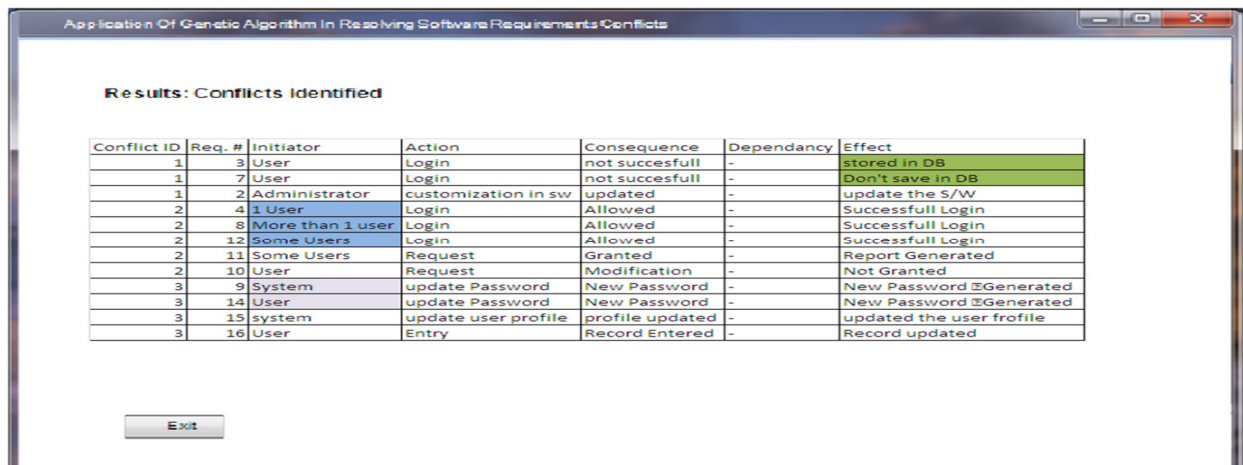 Application Of Genetic Algorithm In Resolving Software Requirements Conflicts
Results: Conflicts Identified
Conflict ID Req. # Initiator Action Consequence Dependancy Effect
1 3 User Login not succesfull - stored in DB
1 7 User Login not succesfull - Don't save in DB
1 2 Administrator customization in sw updated - update the S/W
2 4 1 User Login Allowed - Successfull Login
2 8 More than 1 user Login Allowed - Successfull Login
2 12 Some Users Login Allowed - Successfull Login
2 11 Some Users Request Granted - Report Generated
2 10 User Request Modification - Not Granted
3 9 System update Password New Password - New Password ⍰Generated
3 14 User update Password New Password - New Password ⍰Generated
3 15 system update user profile profile updated - updated the user frofile
3 16 User Entry Record Entered - Record updated
Exit